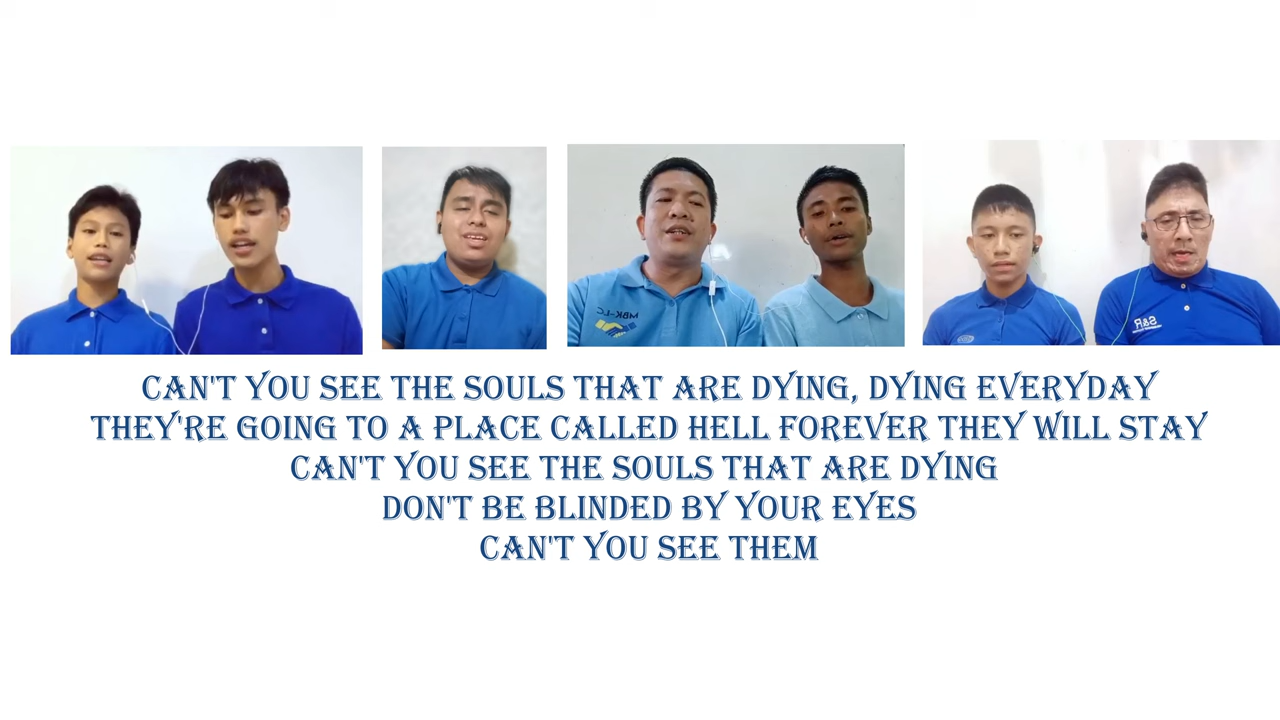 MBK-LC
S&R
CAN'T YOU SEE THE SOULS THAT ARE DYING, DYING EVERYDAY
THEY'RE GOING TO A PLACE CALLED HELL FOREVER THEY WILL STAY
CAN'T YOU SEE THE SOULS THAT ARE DYING
DON'T BE BLINDED BY YOUR EYES
CAN'T YOU SEE THEM